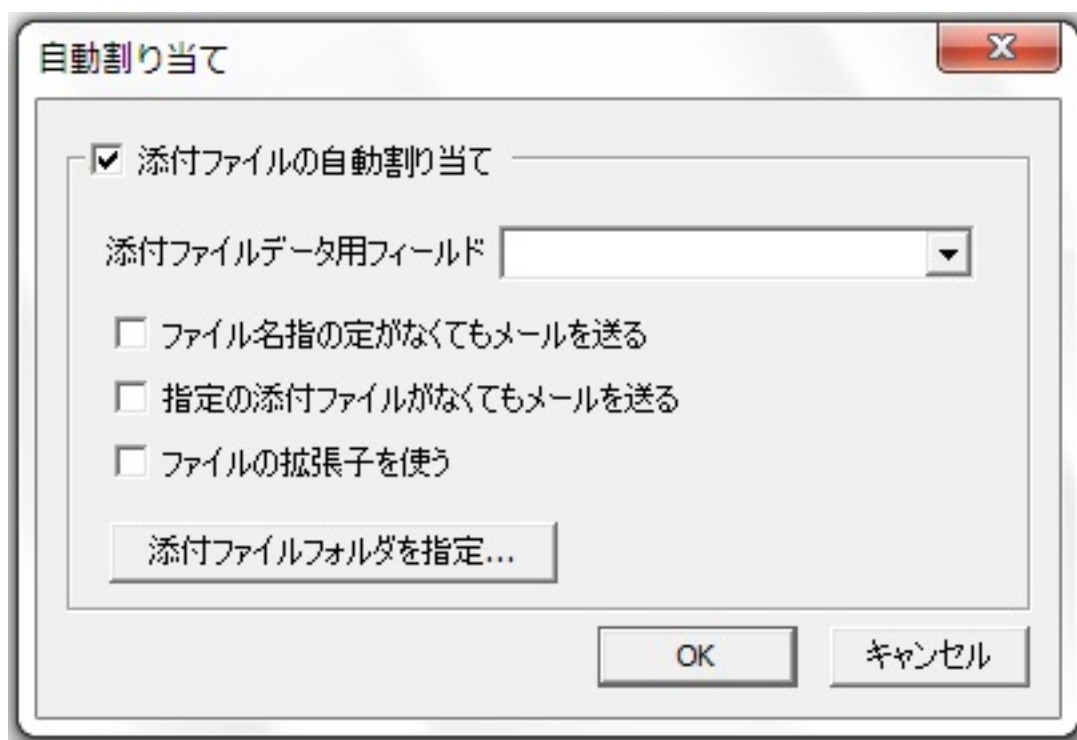 自動割り当て
添付ファイルの自動割り当て
添付ファイルデータ用フィールド
ファイル名指の定がなくてもメールを送る
指定の添付ファイルがなくてもメールを送る
ファイルの拡張子を使う
添付ファイルフォルダを指定...
OK キャンセル